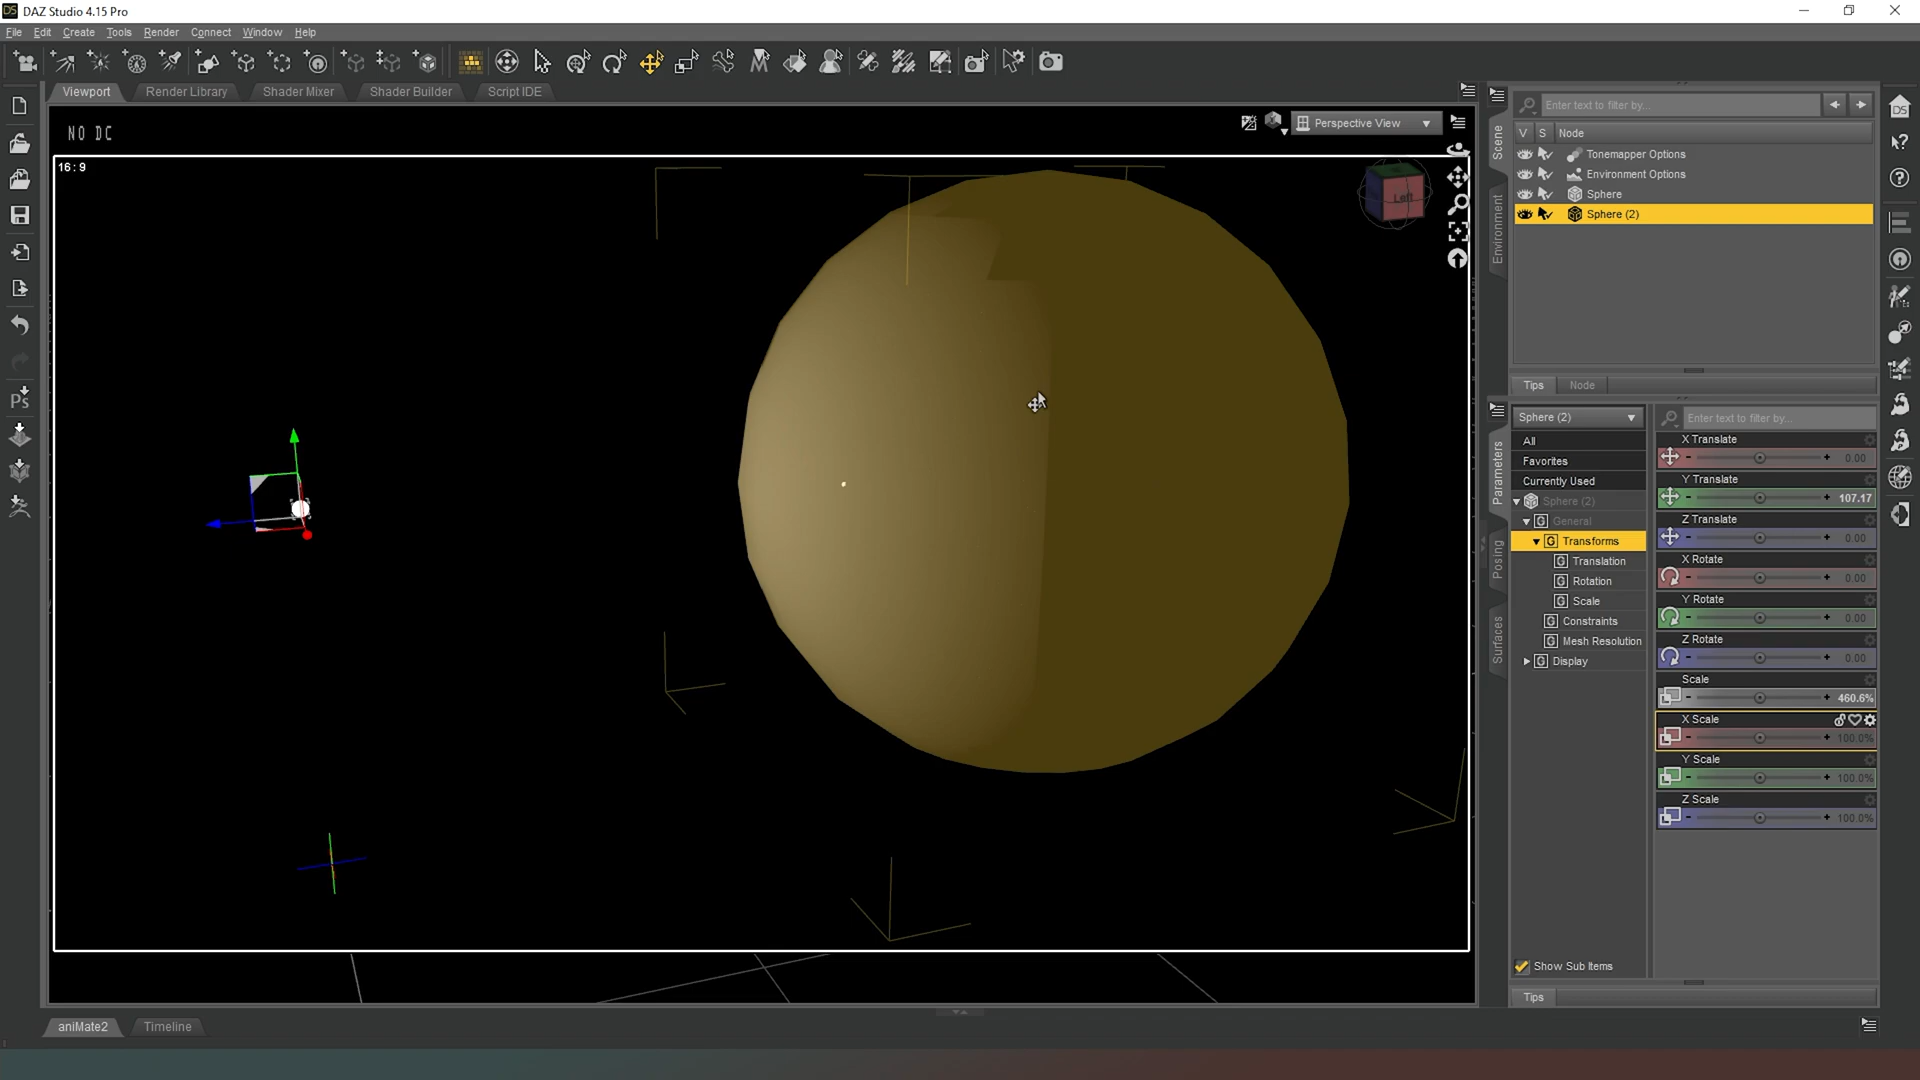 DAZ Studio 4.15 Pro
File Edit Create Tools Render Connect Window Help
Viewport Render Library Shader Mixer Shader Builder Script IDE
NO DC
Perspective View
16:9
Left
Scene
Environment
Enter text to filter by...
V S Node
Tonemapper Options
Environment Options
Sphere
Sphere (2)
Tips Node
Parameters
Posing
Surfaces
Sphere (2)
Enter text to filter by...
All
Favorites
Currently Used
Sphere (2)
General
Transforms
Translation
Rotation
Scale
Constraints
Mesh Resolution
Display
X Translate
0.00
Y Translate
107.17
Z Translate
0.00
X Rotate
0.00
Y Rotate
0.00
Z Rotate
0.00
Scale
460.6%
X Scale
100.0%
Y Scale
100.0%
Z Scale
100.0%
Show Sub Items
Tips
aniMate2 Timeline